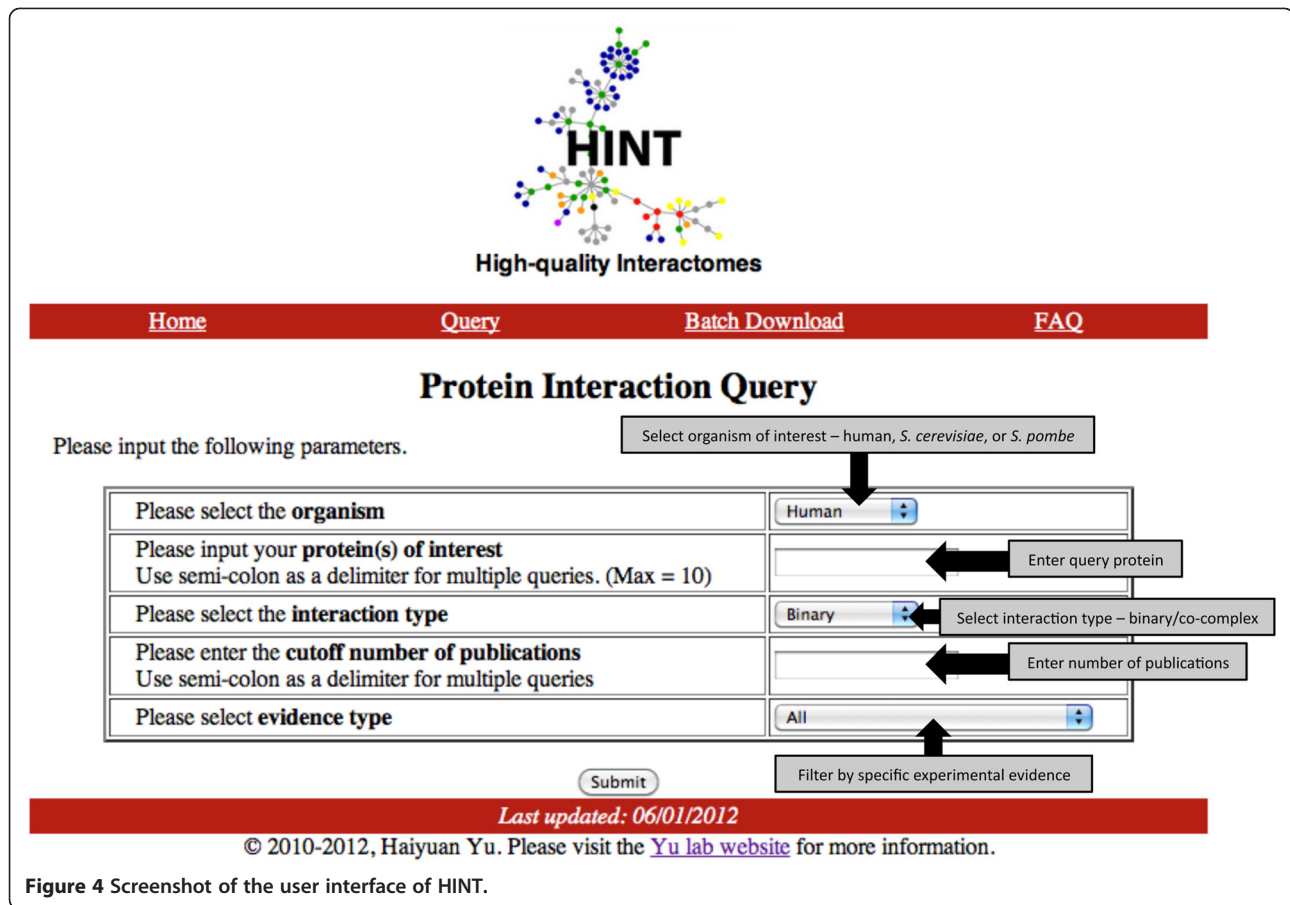 HINT
High-quality Interactomes
Home Query Batch Download FAQ
Protein Interaction Query
Select organism of interest – human, S. cerevisiae, or S. pombe
Please input the following parameters.
Please select the organism Human
Please input your protein(s) of interest
Use semi-colon as a delimiter for multiple queries. (Max = 10)
Enter query protein
Please select the interaction type Binary
Select interaction type – binary/co-complex
Please enter the cutoff number of publications
Use semi-colon as a delimiter for multiple queries
Enter number of publications
Please select evidence type All
Filter by specific experimental evidence
Submit
Last updated: 06/01/2012
© 2010-2012, Haiyuan Yu. Please visit the Yu lab website for more information.
Figure 4 Screenshot of the user interface of HINT.